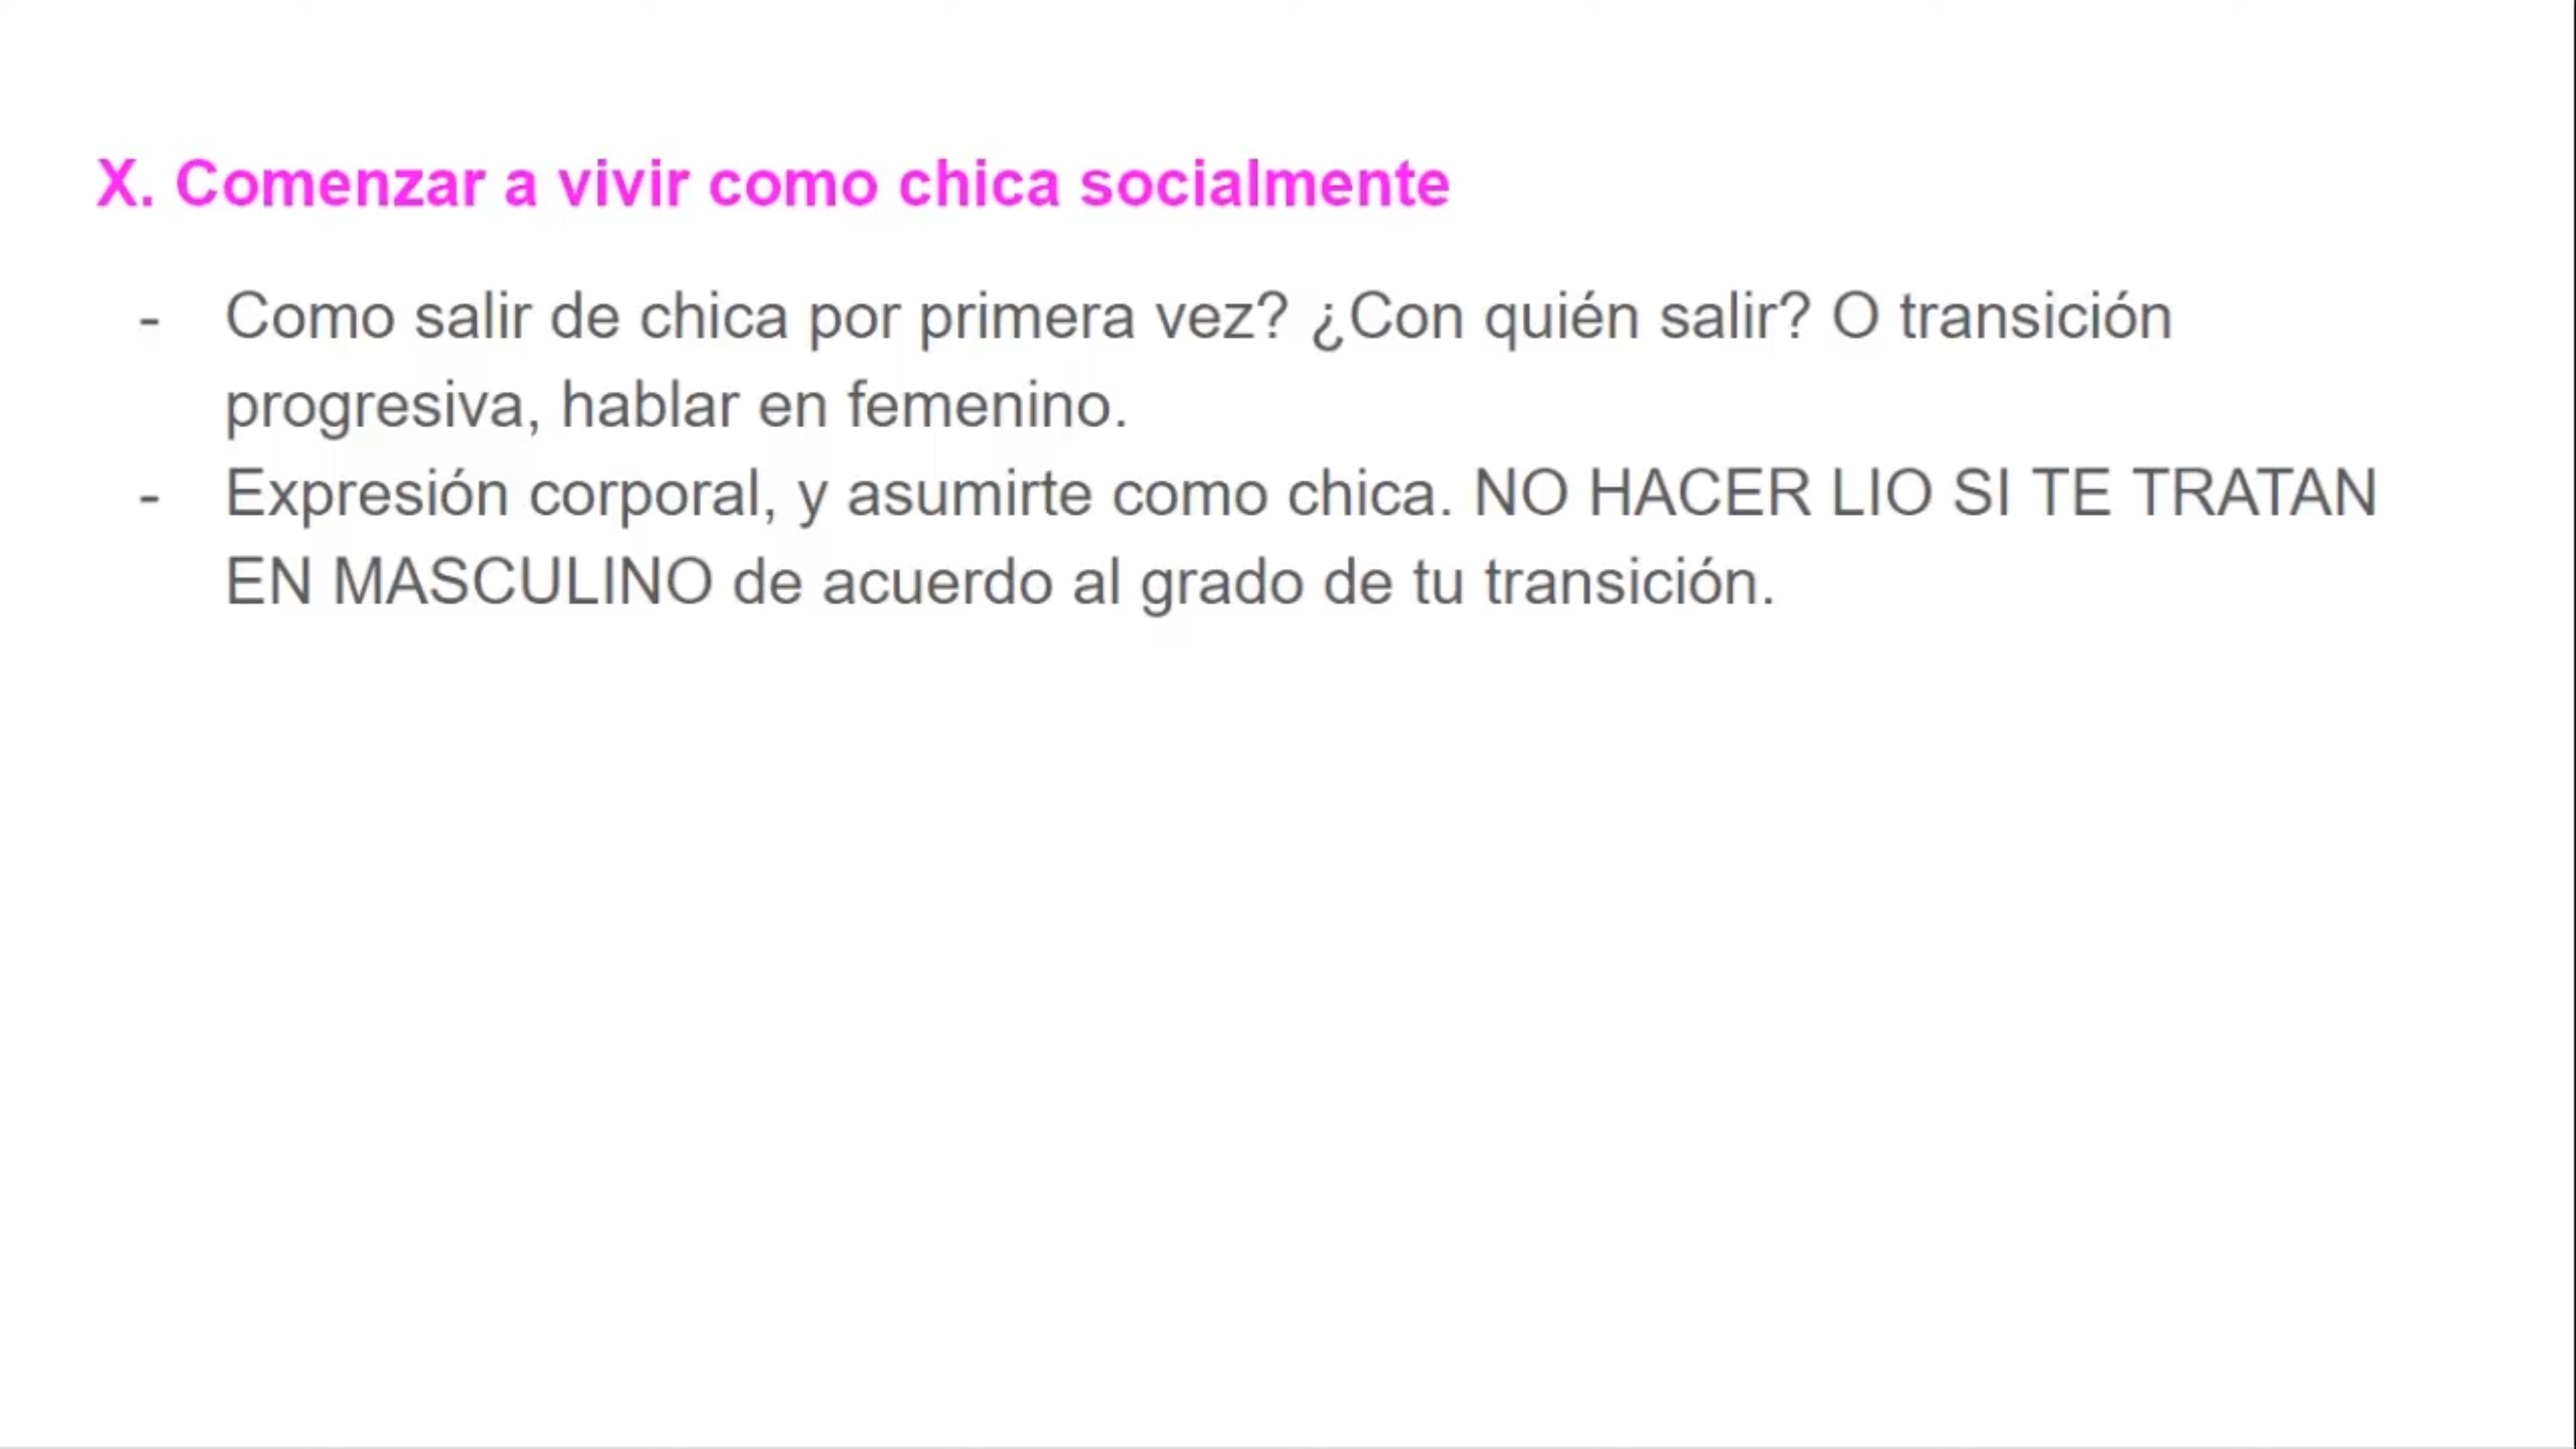 X. Comenzar a vivir como chica socialmente
- Como salir de chica por primera vez? ¿Con quién salir? O transición
progresiva, hablar en femenino.
- Expresión corporal, y asumirte como chica. NO HACER LIO SI TE TRATAN
EN MASCULINO de acuerdo al grado de tu transición.